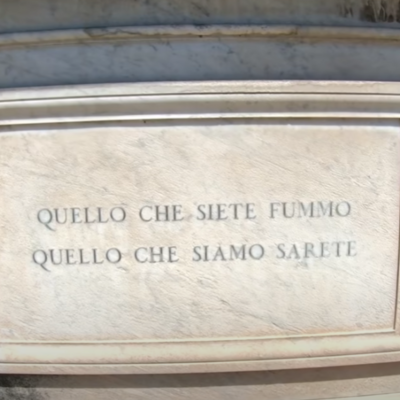 QUELLO CHE SIETE FUMMO
QUELLO CHE SIAMO SARETE